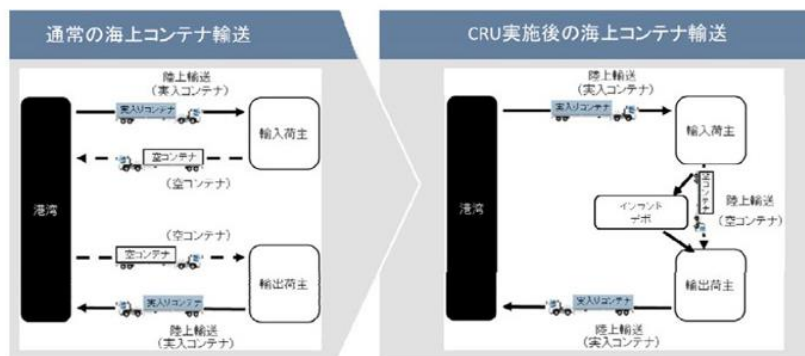 通常の海上コンテナ輸送
陸上輸送
(実入コンテナ)
実入りコンテナ
輸入荷主
空コンテナ
(空コンテナ)
港湾
(空コンテナ)
空コンテナ
輸出荷主
実入りコンテナ
陸上輸送
(実入コンテナ)
CRU実施後の海上コンテナ輸送
陸上輸送
(実入コンテナ)
実入りコンテナ
輸入荷主
空コンテナ
陸上輸送
(空コンテナ)
港湾
インランド
デポ
輸出荷主
実入りコンテナ
陸上輸送
(実入コンテナ)